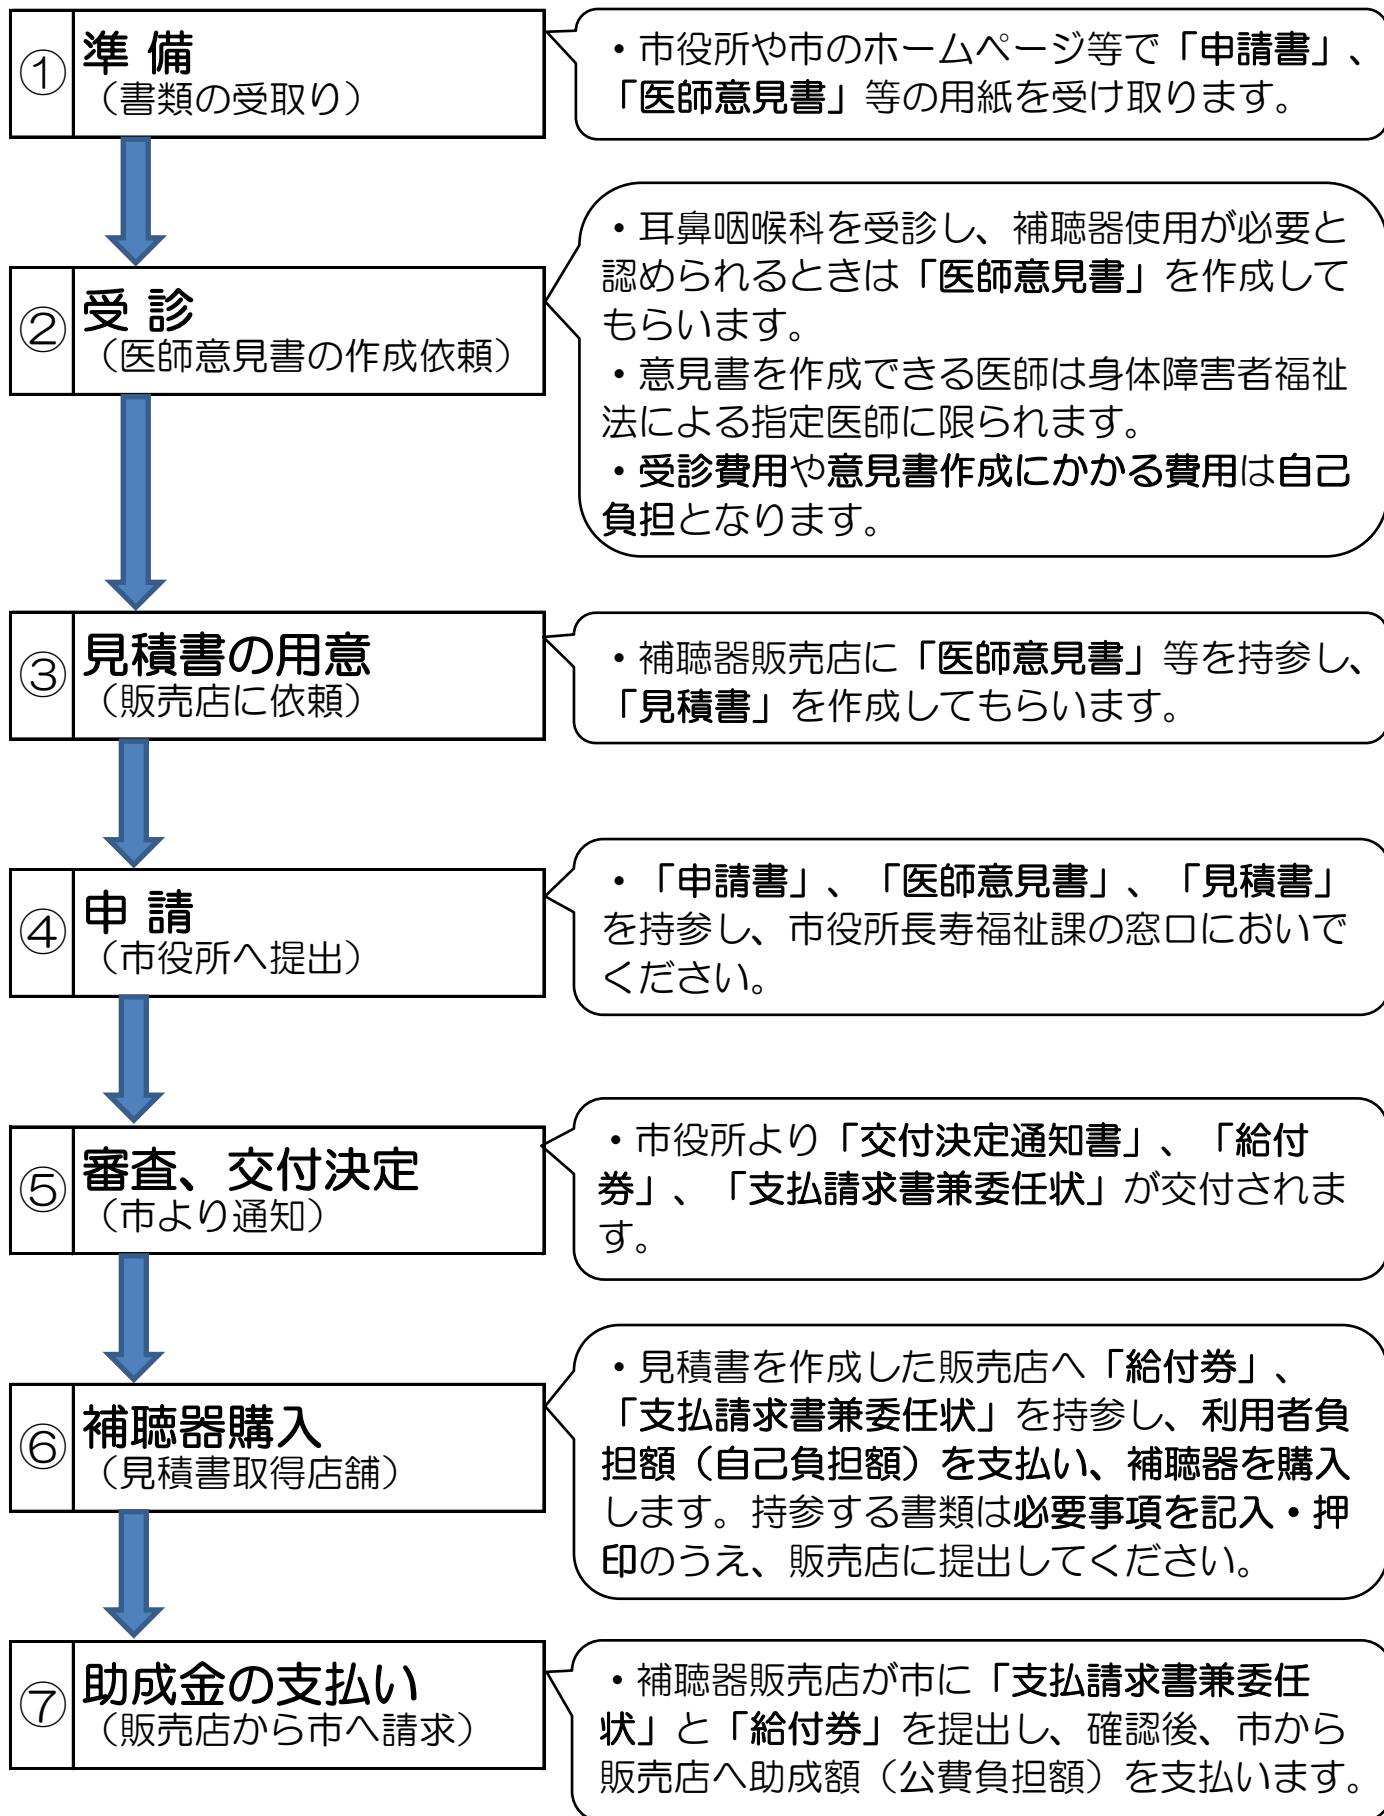 ①
準 備
（書類の受取り）
・市役所や市のホームページ等で「申請書」、
「医師意見書」等の用紙を受け取ります。
②
受 診
（医師意見書の作成依頼）
・耳鼻咽喉科を受診し、補聴器使用が必要と
認められるときは「医師意見書」を作成して
もらいます。
・意見書を作成できる医師は身体障害者福祉
法による指定医師に限られます。
・受診費用や意見書作成にかかる費用は自己
負担となります。
③
見積書の用意
（販売店に依頼）
・補聴器販売店に「医師意見書」等を持参し、
「見積書」を作成してもらいます。
④
申 請
（市役所へ提出）
・「申請書」、「医師意見書」、「見積書」
を持参し、市役所長寿福祉課の窓口においで
ください。
⑤
審査、交付決定
（市より通知）
・市役所より「交付決定通知書」、「給付
券」、「支払請求書兼委任状」が交付されま
す。
⑥
補聴器購入
（見積書取得店舗）
・見積書を作成した販売店へ「給付券」、
「支払請求書兼委任状」を持参し、利用者負
担額（自己負担額）を支払い、補聴器を購入
します。持参する書類は必要事項を記入・押
印のうえ、販売店に提出してください。
⑦
助成金の支払い
（販売店から市へ請求）
・補聴器販売店が市に「支払請求書兼委任
状」と「給付券」を提出し、確認後、市から
販売店へ助成額（公費負担額）を支払います。